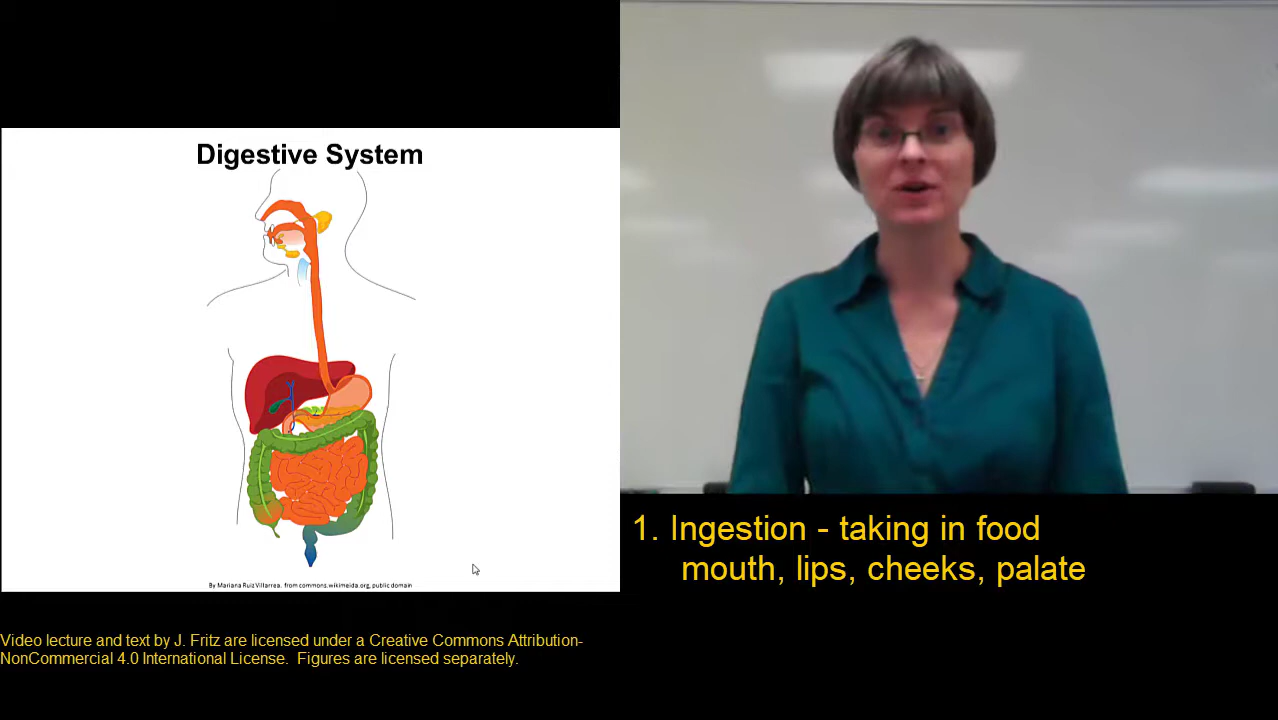 Digestive System
By Mariana Ruiz Villarrea. from commons.wikimeida.org, public domain
1. Ingestion - taking in food
mouth, lips, cheeks, palate
Video lecture and text by J. Fritz are licensed under a Creative Commons Attribution-
NonCommercial 4.0 International License.  Figures are licensed separately.